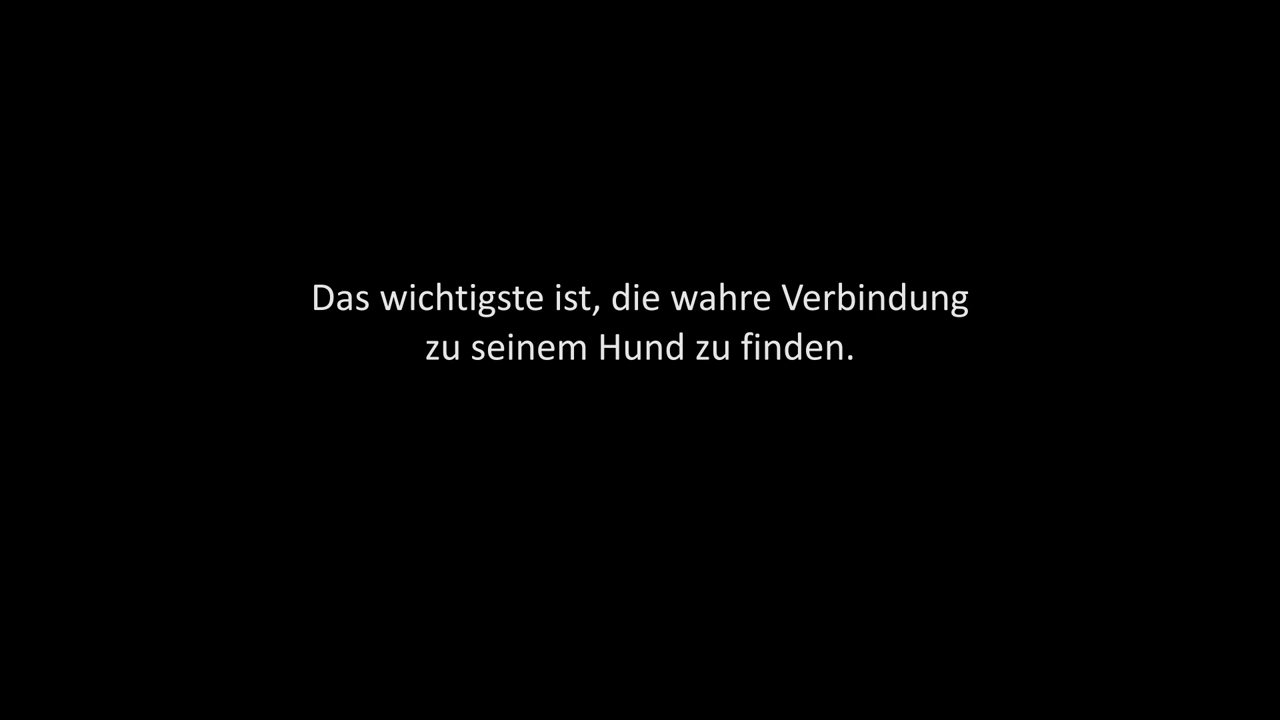 Das wichtigste ist, die wahre Verbindung
zu seinem Hund zu finden.